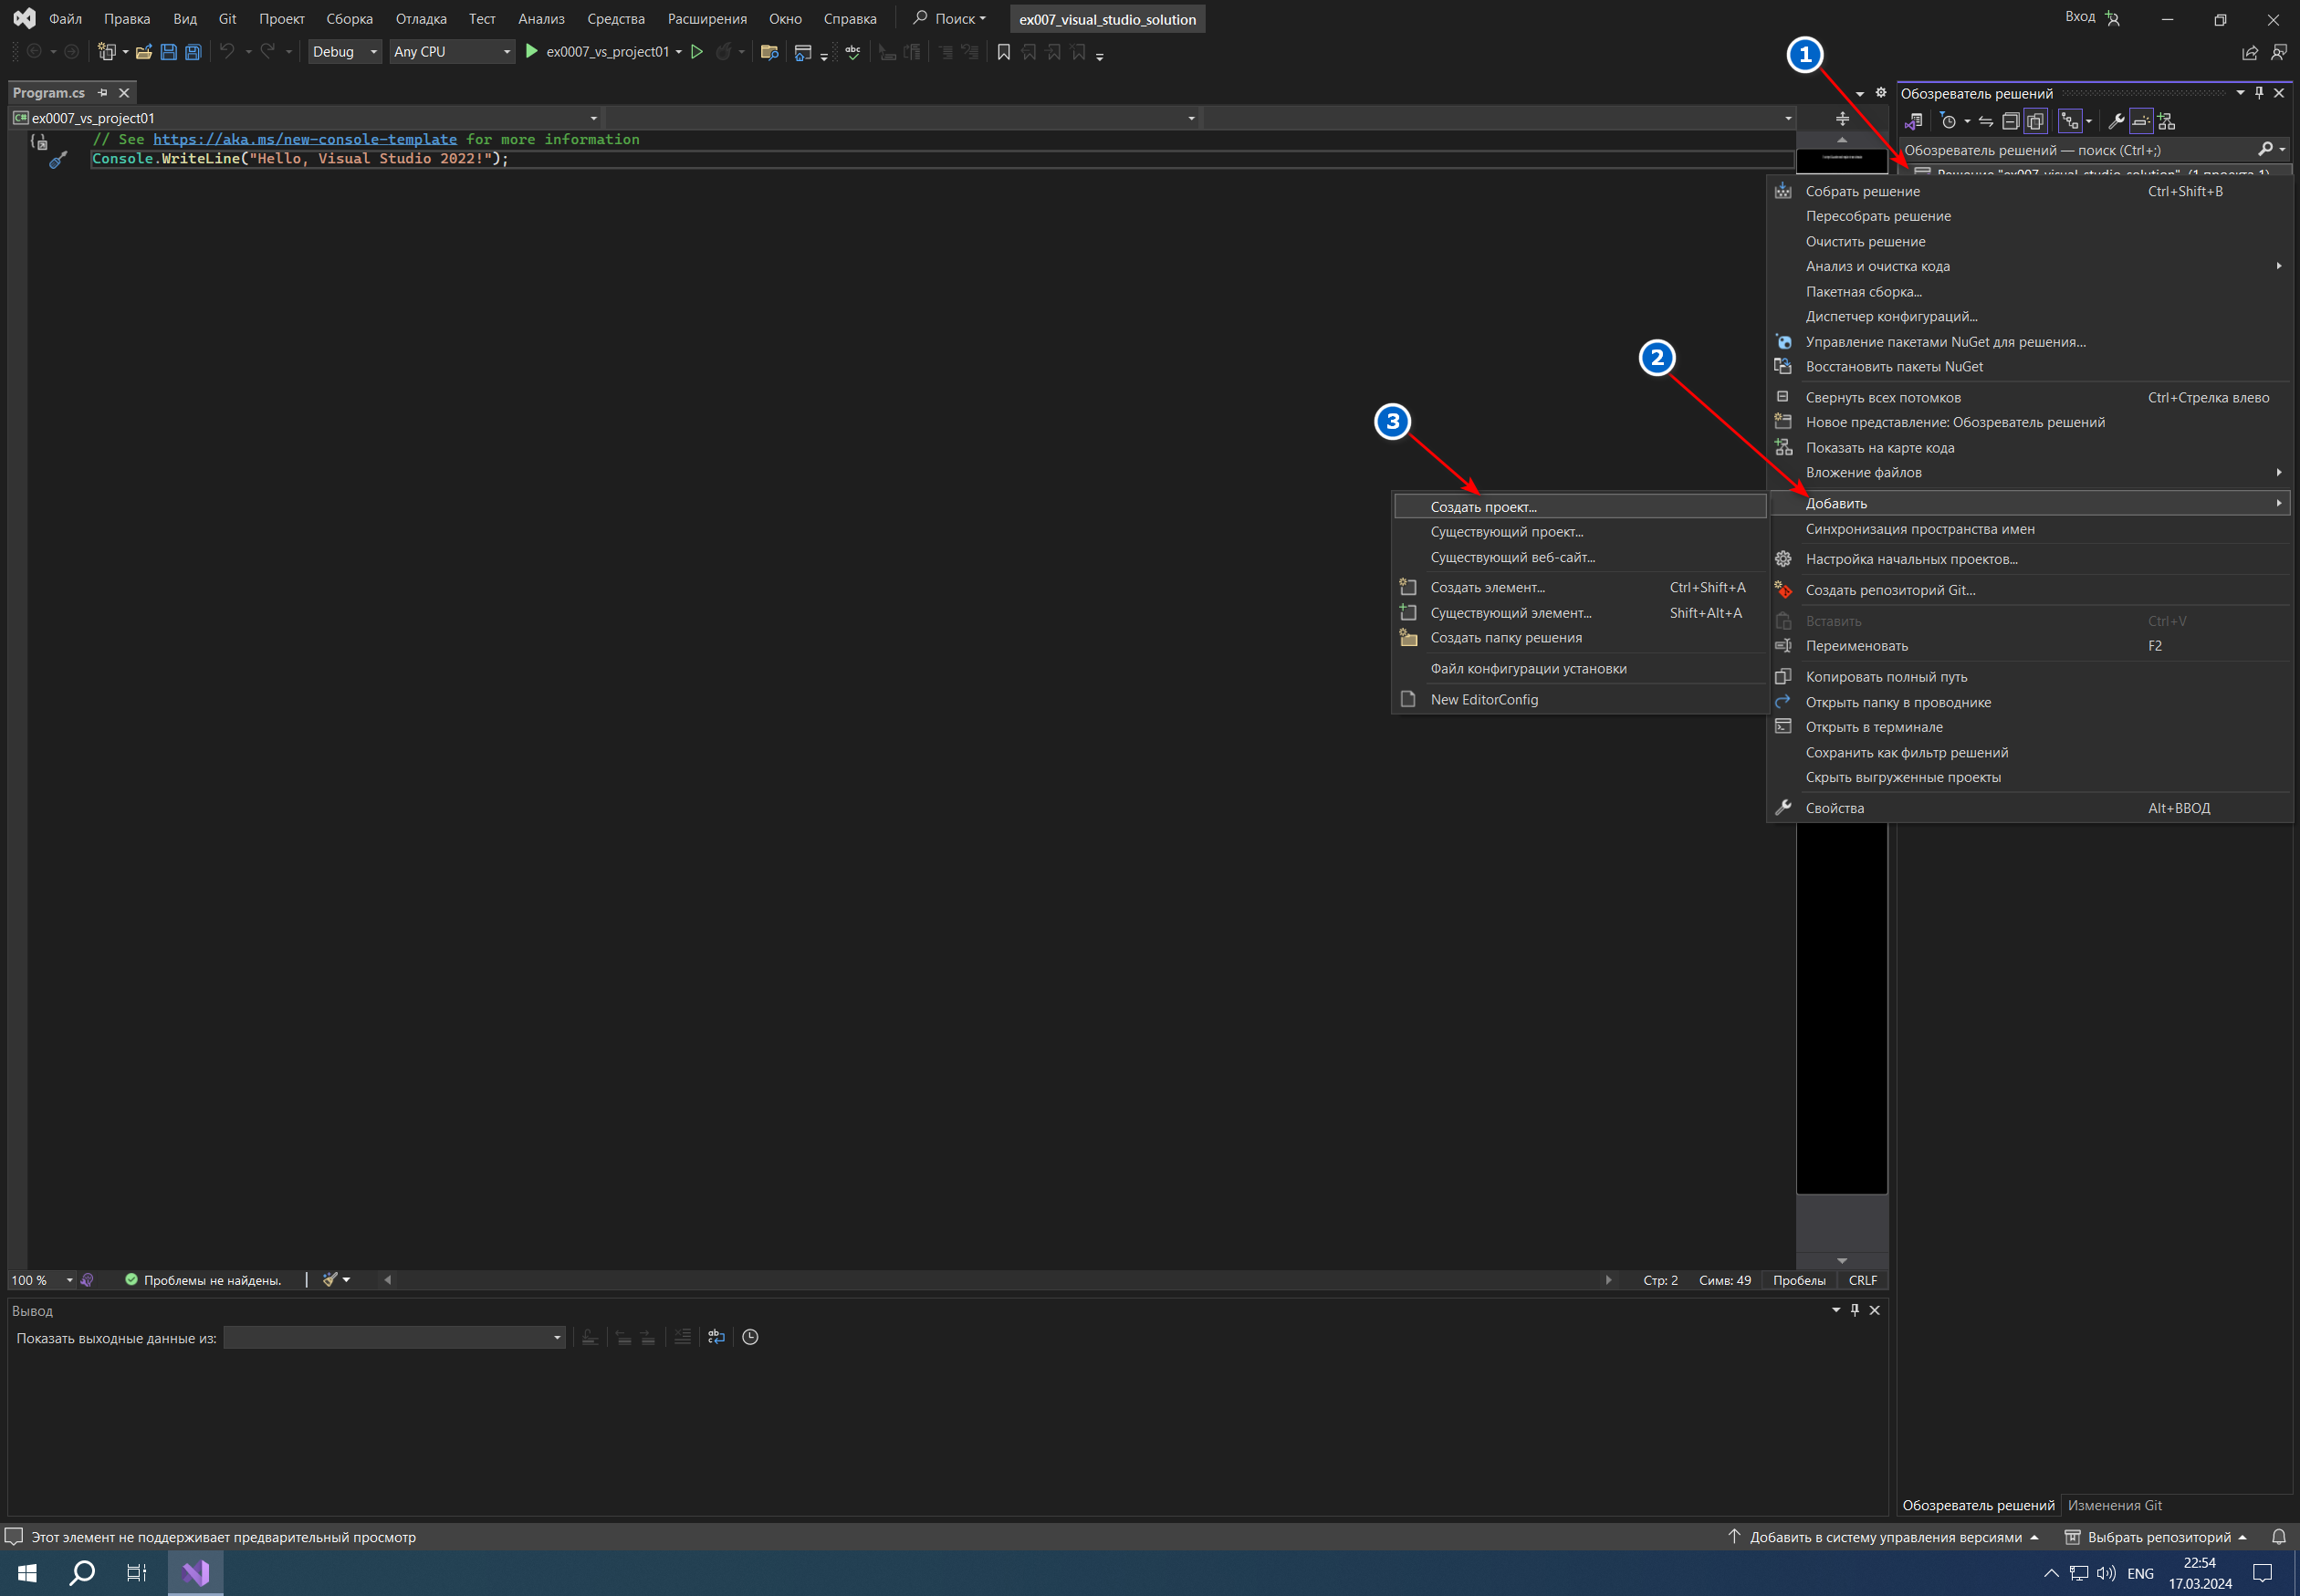 Файл Правка Вид Git Проект Сборка Отладка Тест Анализ Средства Расширения Окно Справка Поиск ex007_visual_studio_solution Вход
Debug Any CPU ex0007_vs_project01
1
Program.cs
Обозреватель решений
C# ex0007_vs_project01
// See https://aka.ms/new-console-template for more information
Console.WriteLine("Hello, Visual Studio 2022!");
Обозреватель решений — поиск (Ctrl+;)
Решение "ex007_visual_studio_solution" (1 проекта 1)
Собрать решение Ctrl+Shift+B
Пересобрать решение
Очистить решение
Анализ и очистка кода
Пакетная сборка...
Диспетчер конфигураций...
Управление пакетами NuGet для решения...
2
Восстановить пакеты NuGet
Свернуть всех потомков Ctrl+Стрелка влево
Новое представление: Обозреватель решений
3
Показать на карте кода
Вложение файлов
Добавить
Синхронизация пространства имен
Настройка начальных проектов...
Создать репозиторий Git...
Вставить Ctrl+V
Переименовать F2
Копировать полный путь
Открыть папку в проводнике
Открыть в терминале
Сохранить как фильтр решений
Скрыть выгруженные проекты
Свойства Alt+ВВОД
Создать проект...
Существующий проект...
Существующий веб-сайт...
Создать элемент... Ctrl+Shift+A
Существующий элемент... Shift+Alt+A
Создать папку решения
Файл конфигурации установки
New EditorConfig
100 % Проблемы не найдены. Стр: 2 Симв: 49 Пробелы CRLF
Вывод
Показать выходные данные из:
Обозреватель решений Изменения Git
Этот элемент не поддерживает предварительный просмотр Добавить в систему управления версиями Выбрать репозиторий
ENG 22:54
17.03.2024